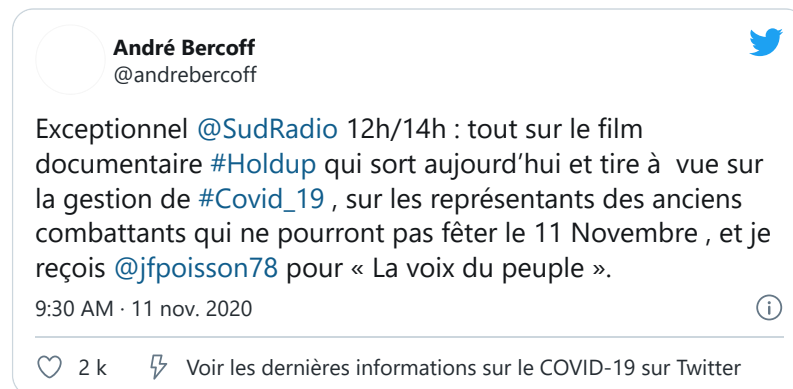 André Bercoff
@andrebercoff
Exceptionnel @SudRadio 12h/14h : tout sur le film
documentaire #Holdup qui sort aujourd’hui et tire à  vue sur
la gestion de #Covid_19 , sur les représentants des anciens
combattants qui ne pourront pas fêter le 11 Novembre , et je
reçois @jfpoisson78 pour « La voix du peuple ».
9:30 AM · 11 nov. 2020
2 k Voir les dernières informations sur le COVID-19 sur Twitter